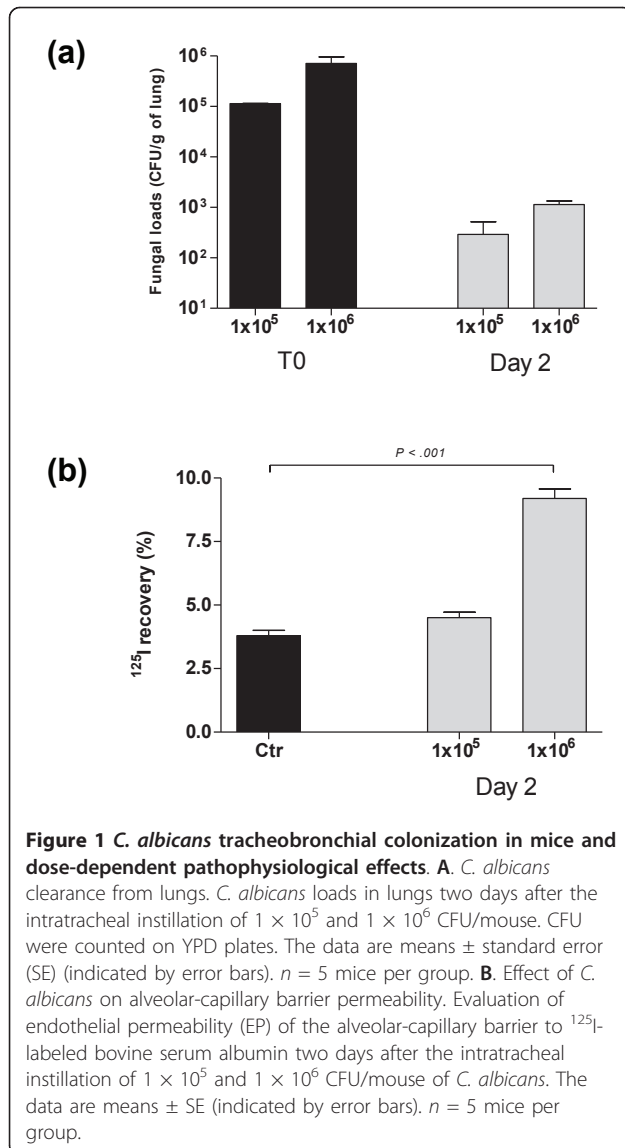 (a)
Fungal loads (CFU/g of lung)
10⁶
10⁵
10⁴
10³
10²
10¹
1x10⁵ 1x10⁶ 1x10⁵ 1x10⁶
T0 Day 2
(b)
P < .001
¹²⁵I recovery (%)
10.0
7.5
5.0
2.5
0.0
Ctr 1x10⁵ 1x10⁶
Day 2
Figure 1 C. albicans tracheobronchial colonization in mice and
dose-dependent pathophysiological effects. A. C. albicans
clearance from lungs. C. albicans loads in lungs two days after the
intratracheal instillation of 1 × 10⁵ and 1 × 10⁶ CFU/mouse. CFU
were counted on YPD plates. The data are means ± standard error
(SE) (indicated by error bars). n = 5 mice per group. B. Effect of C.
albicans on alveolar-capillary barrier permeability. Evaluation of
endothelial permeability (EP) of the alveolar-capillary barrier to ¹²⁵I-
labeled bovine serum albumin two days after the intratracheal
instillation of 1 × 10⁵ and 1 × 10⁶ CFU/mouse of C. albicans. The
data are means ± SE (indicated by error bars). n = 5 mice per
group.